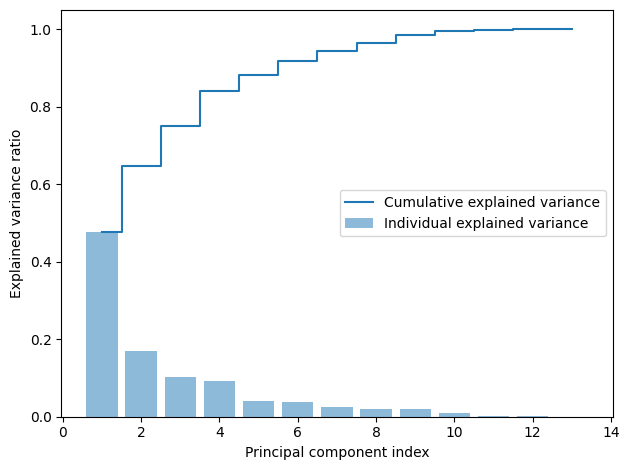 1.0
0.8
0.6
0.4
0.2
0.0
Explained variance ratio
Cumulative explained variance
Individual explained variance
0 2 4 6 8 10 12 14
Principal component index